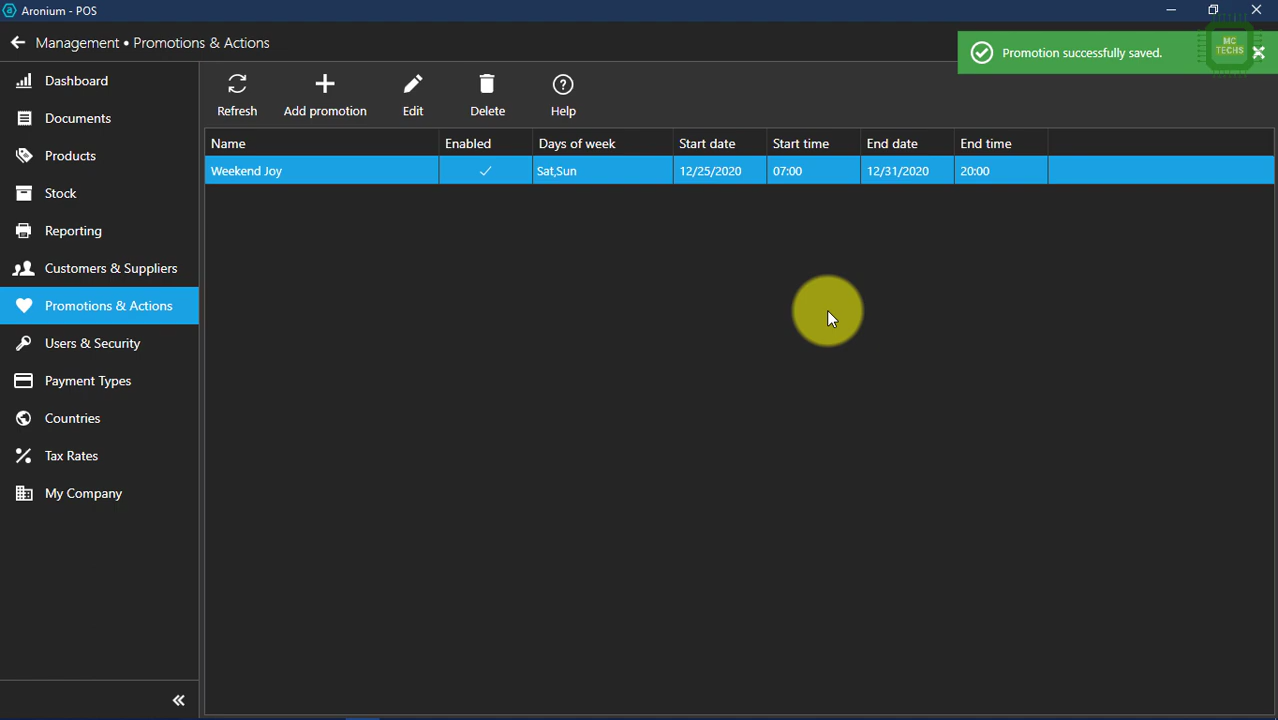 Aronium - POS
Management • Promotions & Actions
Promotion successfully saved.
MC
TECHS
Dashboard
Documents
Products
Stock
Reporting
Customers & Suppliers
Promotions & Actions
Users & Security
Payment Types
Countries
Tax Rates
My Company
Refresh Add promotion Edit Delete Help
Name Enabled Days of week Start date Start time End date End time
Weekend Joy Sat,Sun 12/25/2020 07:00 12/31/2020 20:00